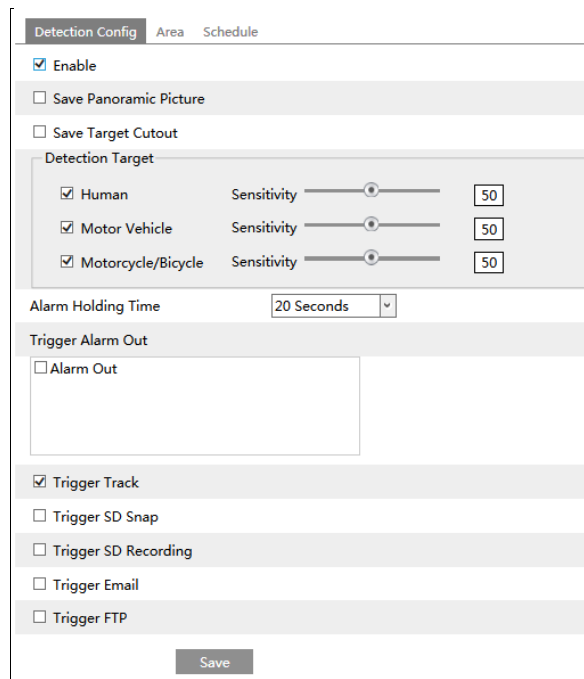 Detection Config Area Schedule
Enable
Save Panoramic Picture
Save Target Cutout
Detection Target
Human Sensitivity 50
Motor Vehicle Sensitivity 50
Motorcycle/Bicycle Sensitivity 50
Alarm Holding Time 20 Seconds
Trigger Alarm Out
Alarm Out
Trigger Track
Trigger SD Snap
Trigger SD Recording
Trigger Email
Trigger FTP
Save